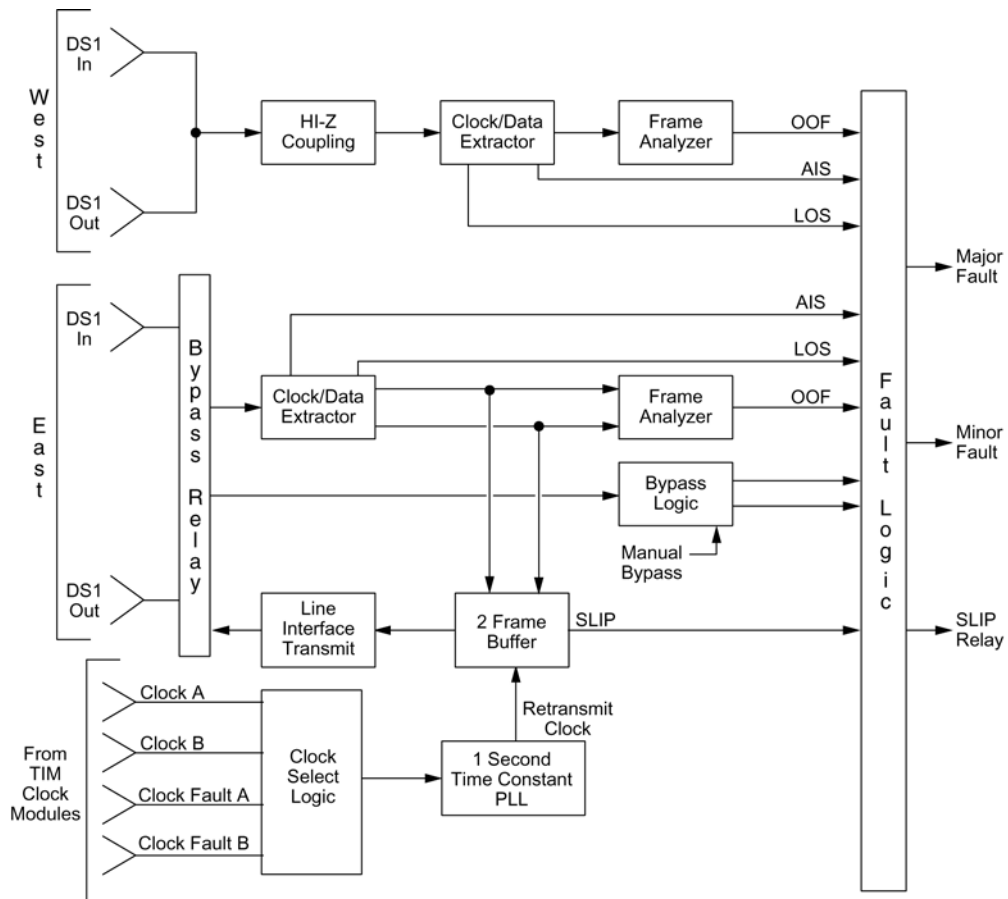 West
DS1
In
DS1
Out
HI-Z
Coupling
Clock/Data
Extractor
Frame
Analyzer
OOF
AIS
LOS
East
DS1
In
DS1
Out
Bypass Relay
Clock/Data
Extractor
AIS
LOS
Frame
Analyzer
OOF
Bypass
Logic
Manual
Bypass
Line
Interface
Transmit
2 Frame
Buffer
SLIP
Retransmit
Clock
1 Second
Time Constant
PLL
From
TIM
Clock
Modules
Clock A
Clock B
Clock Fault A
Clock Fault B
Clock
Select
Logic
Fault Logic
Major
Fault
Minor
Fault
SLIP
Relay